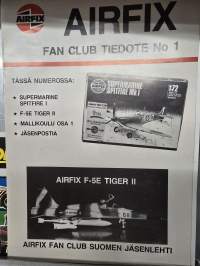 AIRFIX
AIRFIX
FAN CLUB TIEDOTE No 1
TÄSSÄ NUMEROSSA:
★ SUPERMARINE
SPITFIRE I
★ F-5E TIGER II
★ MALLIKOULU OSA 1
★ JÄSENPOSTIA
SUPERMARINE
SPITFIRE Mk I
1/72
AIRFIX F-5E TIGER II
AIRFIX FAN CLUB SUOMEN JÄSENLEHTI